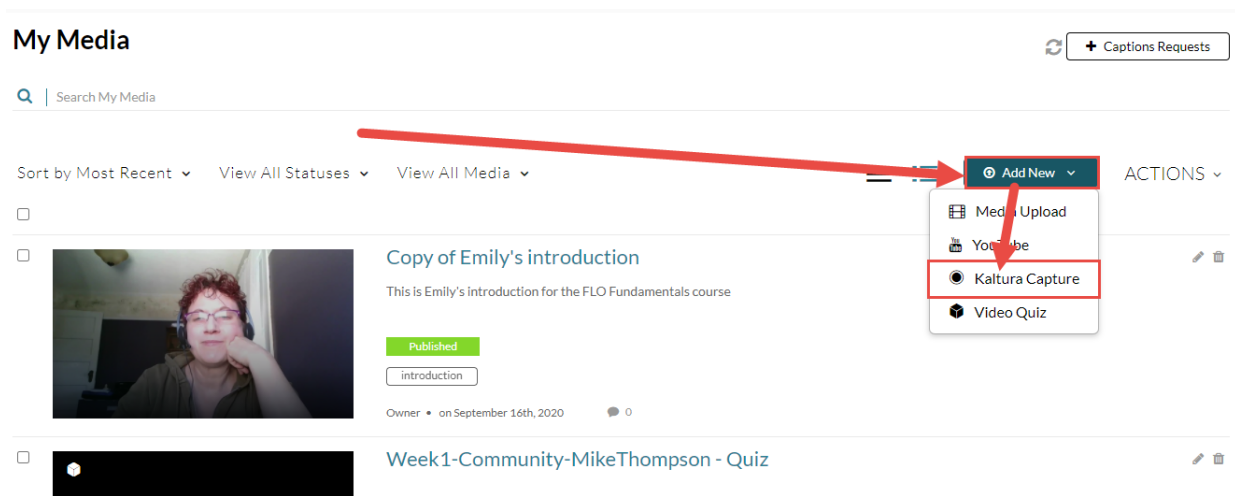 My Media
+ Captions Requests
Search My Media
Sort by Most Recent View All Statuses View All Media Add New ACTIONS
Media Upload
YouTube
Kaltura Capture
Video Quiz
Copy of Emily's introduction
This is Emily's introduction for the FLO Fundamentals course
Published
introduction
Owner • on September 16th, 2020 0
Week1-Community-MikeThompson - Quiz